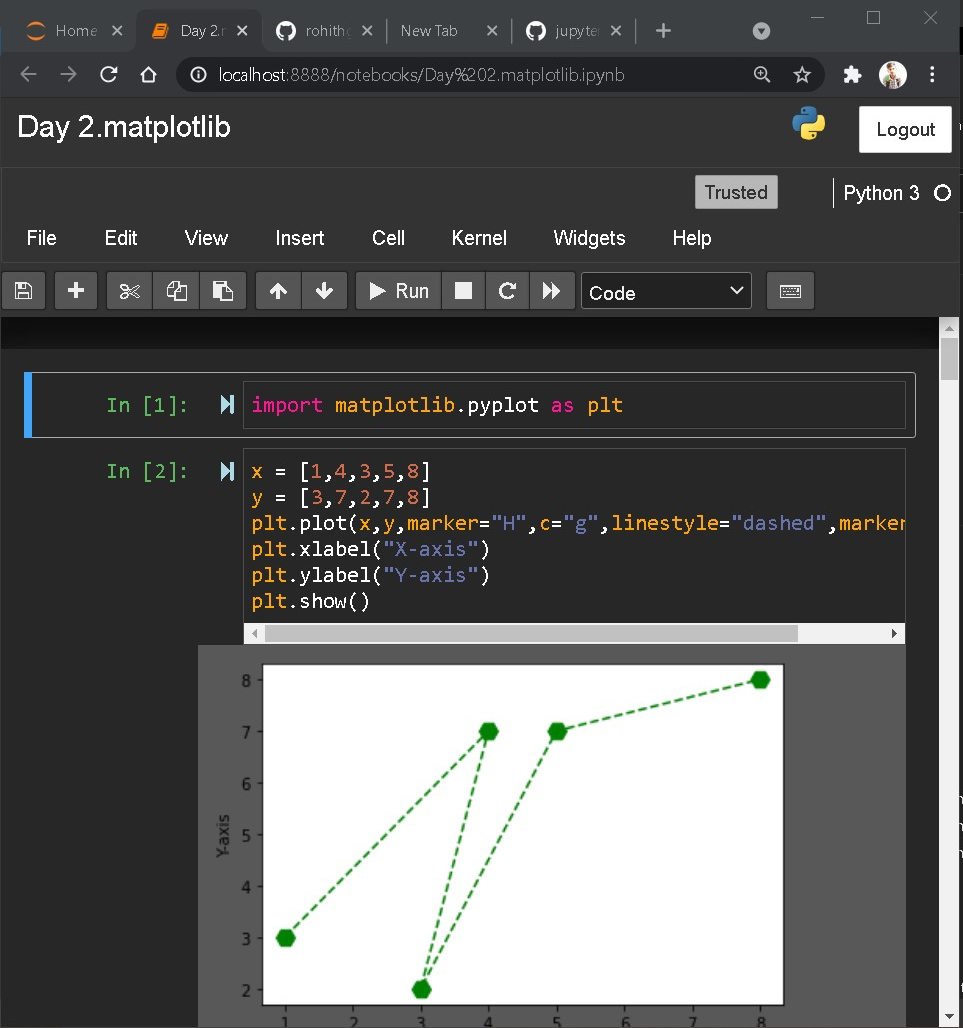 Home
Day 2.
rohith
New Tab
jupyte
localhost:8888/notebooks/Day%202.matplotlib.ipynb
Day 2.matplotlib
Logout
Trusted
Python 3
File Edit View Insert Cell Kernel Widgets Help
Run
Code
In [1]: import matplotlib.pyplot as plt
In [2]: x = [1,4,3,5,8]
y = [3,7,2,7,8]
plt.plot(x,y,marker="H",c="g",linestyle="dashed",marker
plt.xlabel("X-axis")
plt.ylabel("Y-axis")
plt.show()
8
7
6
5
4
3
2
Y-axis
1 2 3 4 5 6 7 8